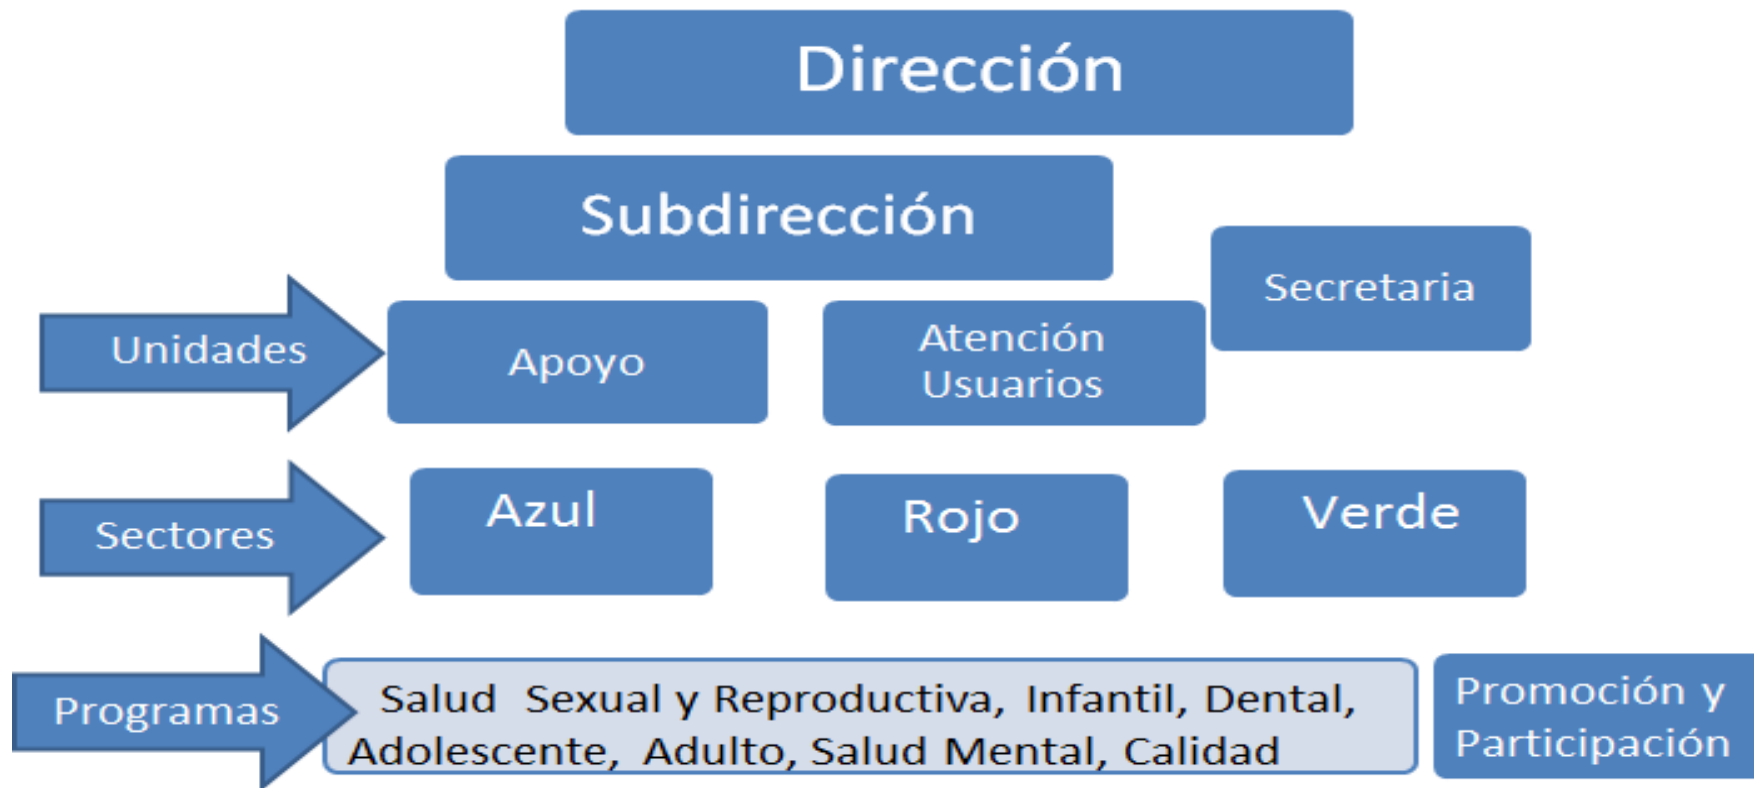 Dirección
Subdirección
Secretaria
Unidades
Apoyo
Atención
Usuarios
Sectores
Azul
Rojo
Verde
Programas
Salud Sexual y Reproductiva, Infantil, Dental,
Adolescente, Adulto, Salud Mental, Calidad
Promoción y
Participación